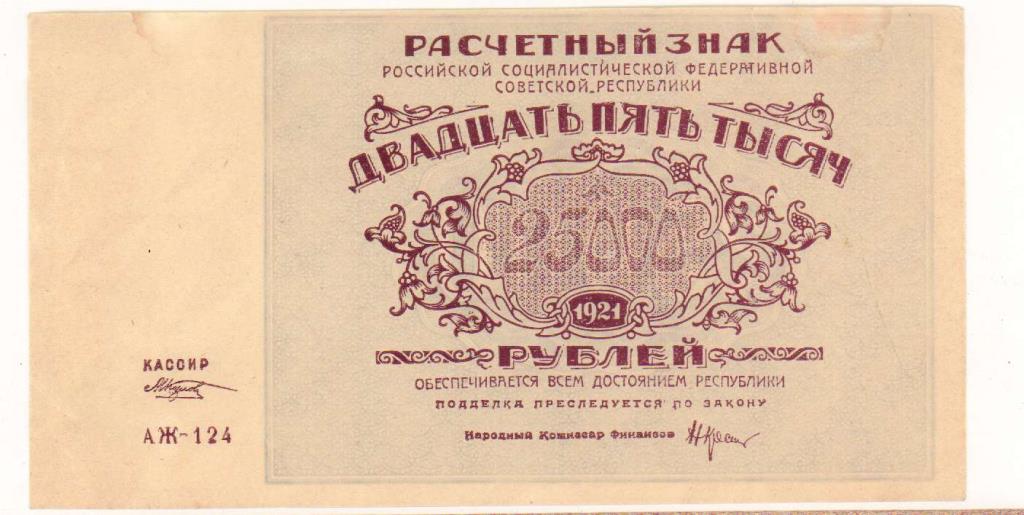 РАСЧЕТНЫЙ ЗНАК
РОССИЙСКОЙ СОЦИАЛИСТИЧЕСКОЙ ФЕДЕРАТИВНОЙ
СОВЕТСКОЙ РЕСПУБЛИКИ
ДВАДЦАТЬ ПЯТЬ ТЫСЯЧ
25000
1921
РУБЛЕЙ
ОБЕСПЕЧИВАЕТСЯ ВСЕМ ДОСТОЯНИЕМ РЕСПУБЛИКИ
ПОДДЕЛКА ПРЕСЛЕДУЕТСЯ ПО ЗАКОНУ
Народный Комиссар Финансов
КАССИР
АЖ-124